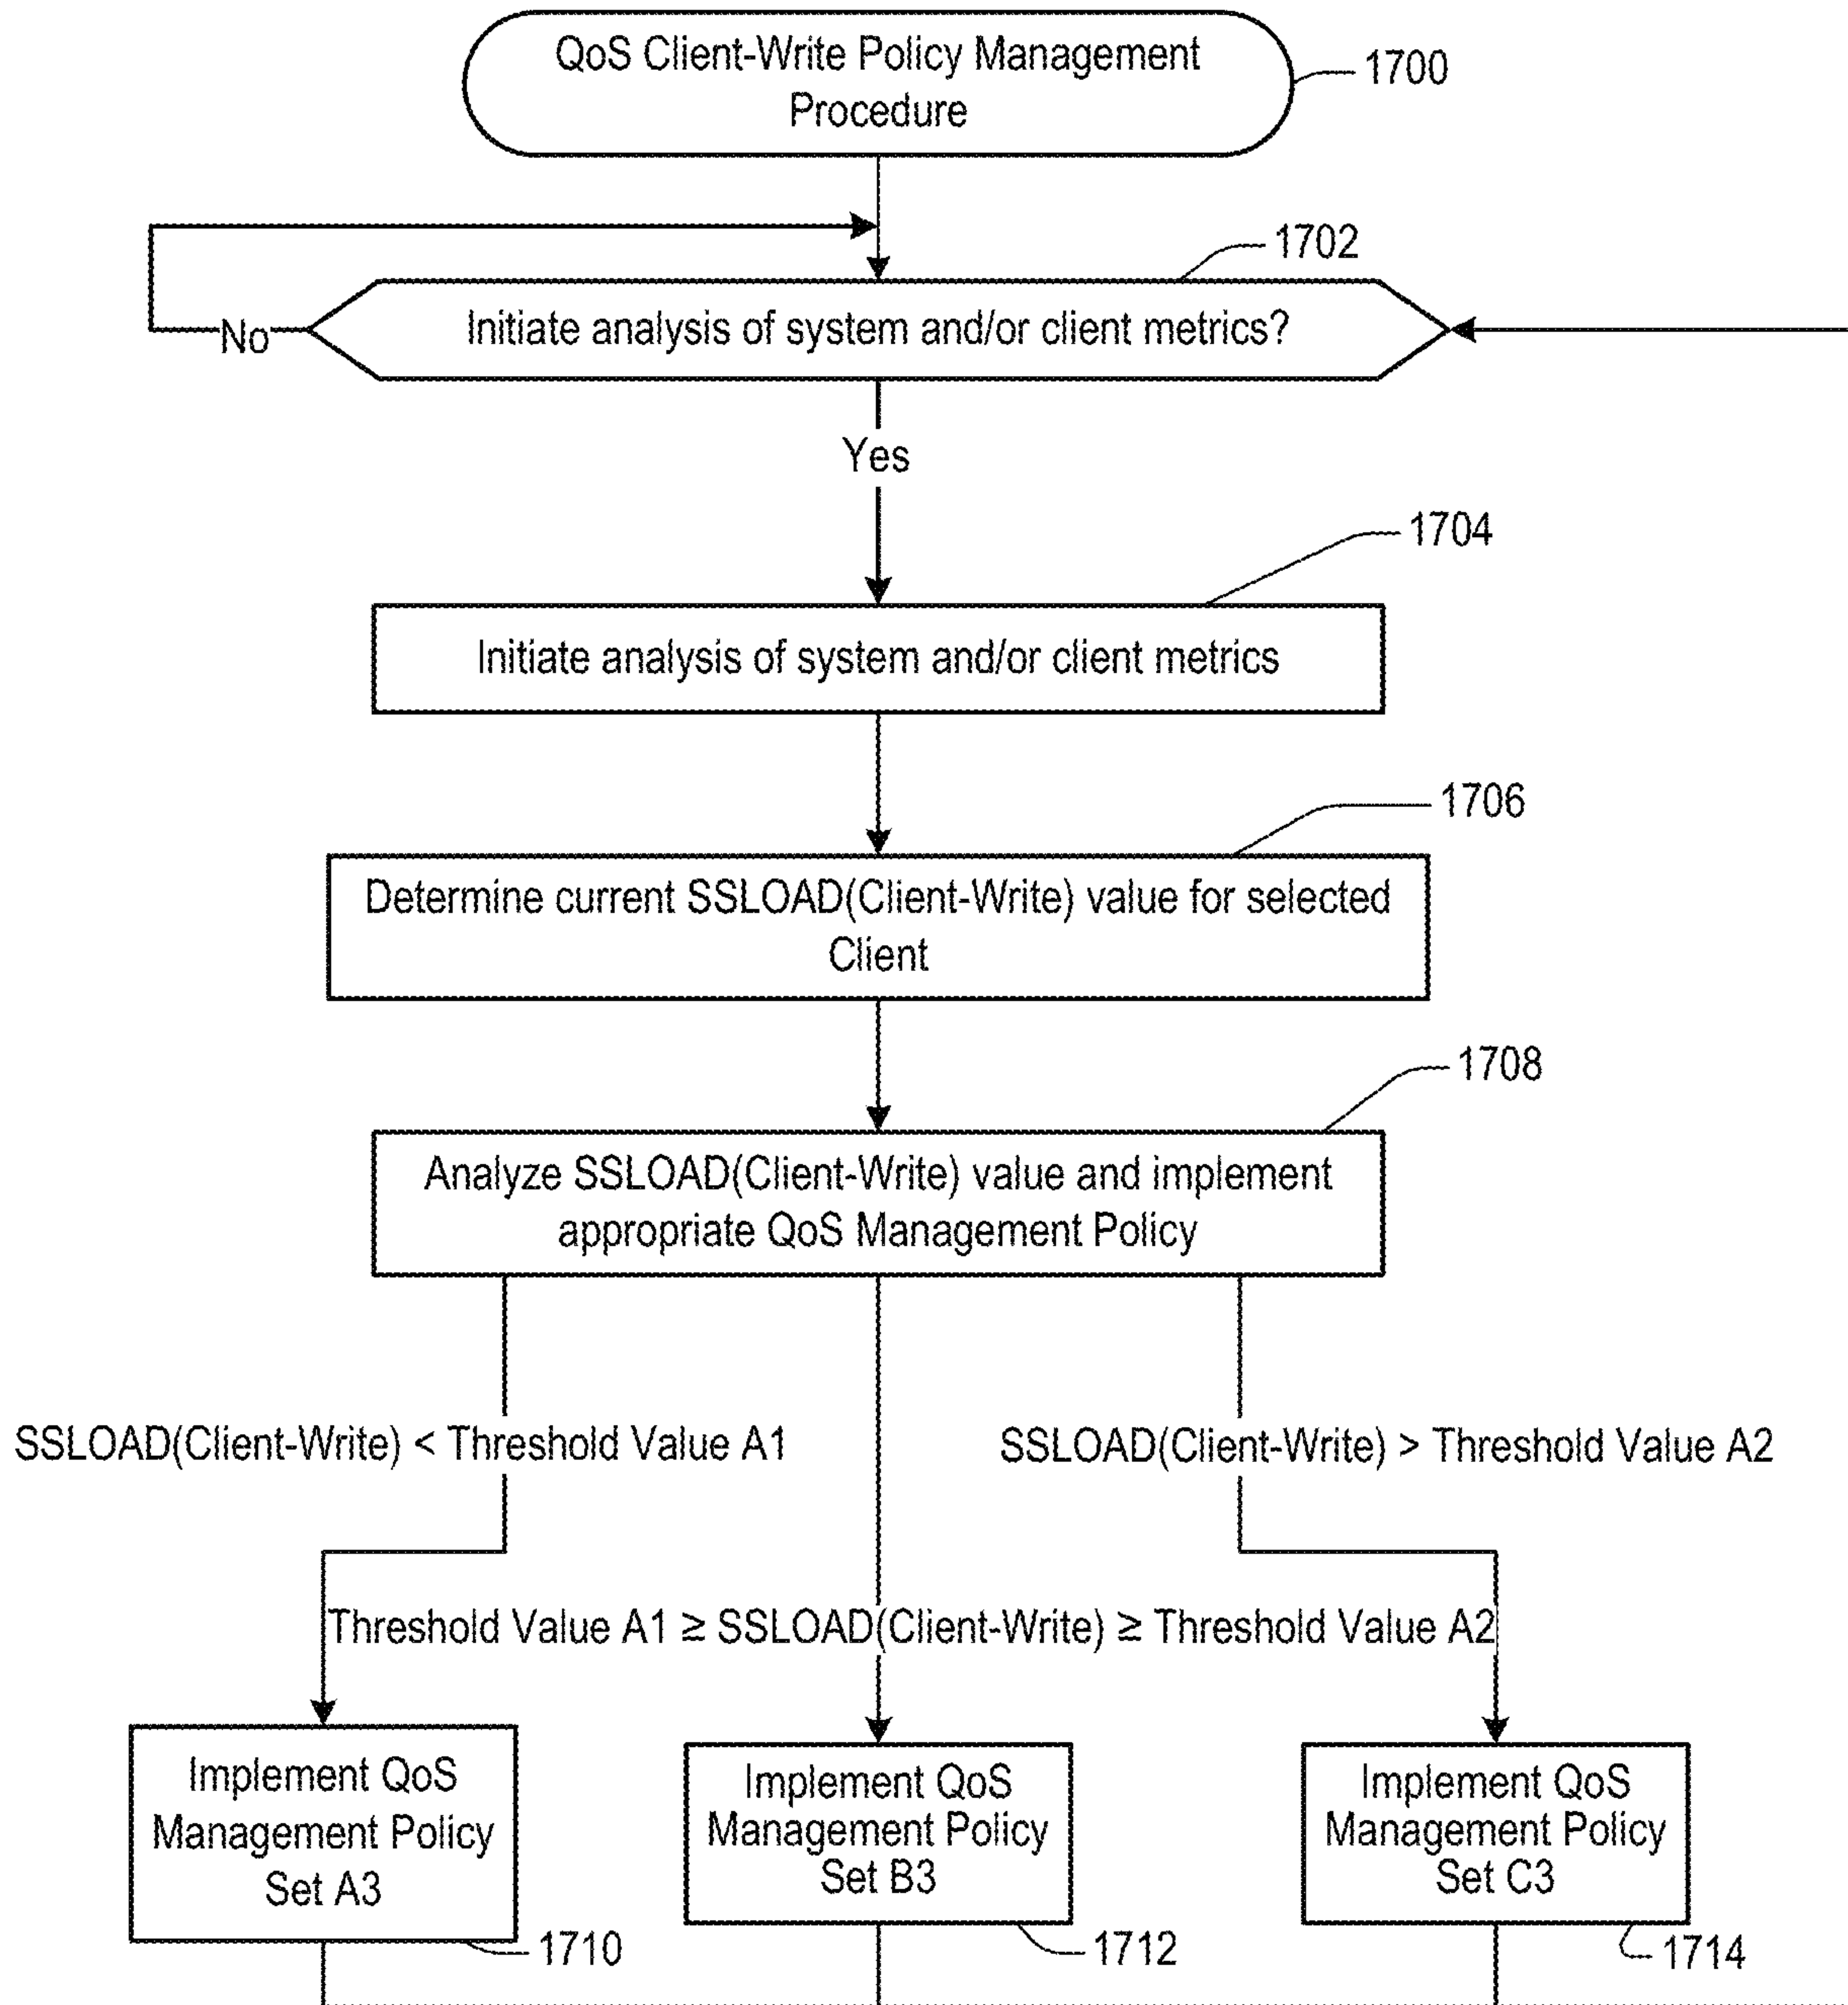 QoS Client-Write Policy Management
Procedure
1700
1702
Initiate analysis of system and/or client metrics?
No
Yes
1704
Initiate analysis of system and/or client metrics
1706
Determine current SSLOAD(Client-Write) value for selected
Client
1708
Analyze SSLOAD(Client-Write) value and implement
appropriate QoS Management Policy
SSLOAD(Client-Write) < Threshold Value A1
SSLOAD(Client-Write) > Threshold Value A2
Threshold Value A1 ≥ SSLOAD(Client-Write) ≥ Threshold Value A2
Implement QoS
Management Policy
Set A3
1710
Implement QoS
Management Policy
Set B3
1712
Implement QoS
Management Policy
Set C3
1714